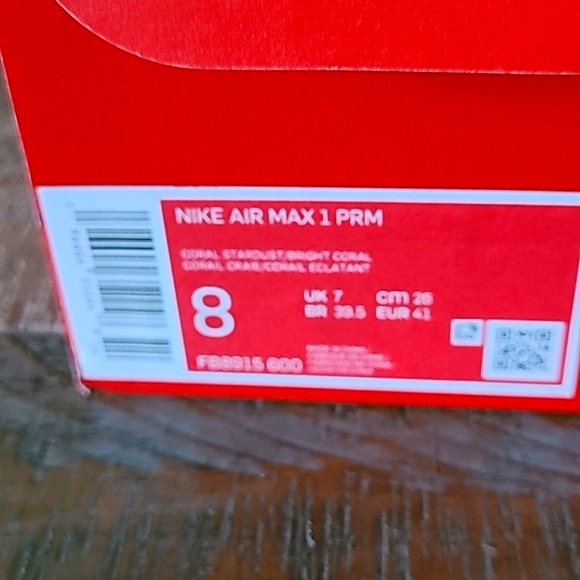 NIKE AIR MAX 1 PRM
CORAL STARDUST/BRIGHT CORAL
CORAIL CRAIE/CORAIL ECLATANT
8
UK 7 CM 26
BR 39.5 EUR 41
FB8915 600